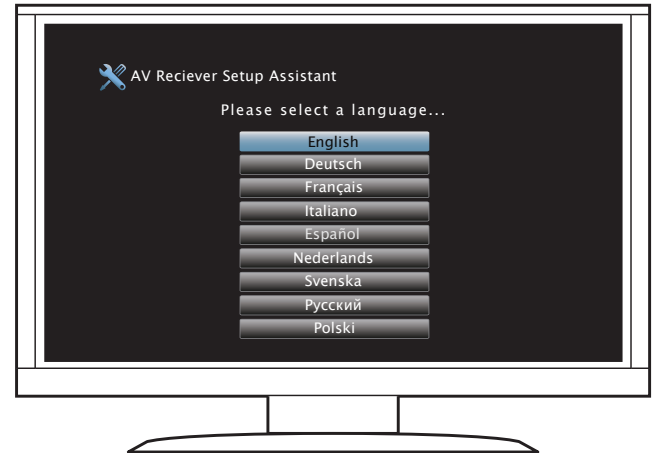 AV Reciever Setup Assistant
Please select a language...
English
Deutsch
Français
Italiano
Español
Nederlands
Svenska
Русский
Polski